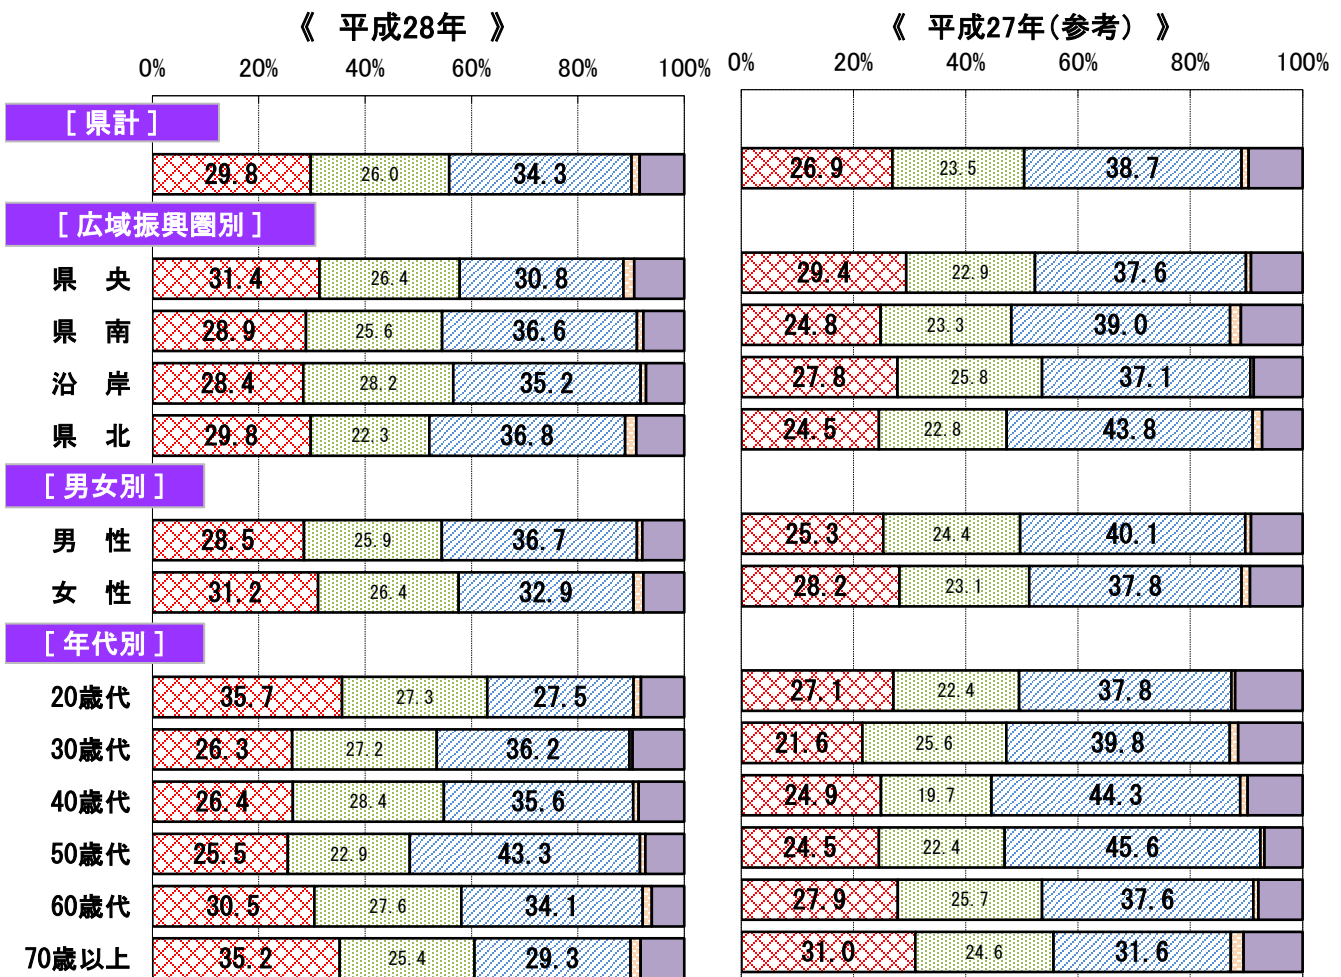 《 平成28年 》 《 平成27年(参考) 》
0% 20% 40% 60% 80% 100% 0% 20% 40% 60% 80% 100%
[ 県計 ]
29.8 26.0 34.3 26.9 23.5 38.7
[ 広域振興圏別 ]
県 央 31.4 26.4 30.8 29.4 22.9 37.6
県 南 28.9 25.6 36.6 24.8 23.3 39.0
沿 岸 28.4 28.2 35.2 27.8 25.8 37.1
県 北 29.8 22.3 36.8 24.5 22.8 43.8
[ 男女別 ]
男 性 28.5 25.9 36.7 25.3 24.4 40.1
女 性 31.2 26.4 32.9 28.2 23.1 37.8
[ 年代別 ]
20歳代 35.7 27.3 27.5 27.1 22.4 37.8
30歳代 26.3 27.2 36.2 21.6 25.6 39.8
40歳代 26.4 28.4 35.6 24.9 19.7 44.3
50歳代 25.5 22.9 43.3 24.5 22.4 45.6
60歳代 30.5 27.6 34.1 27.9 25.7 37.6
70歳以上 35.2 25.4 29.3 31.0 24.6 31.6